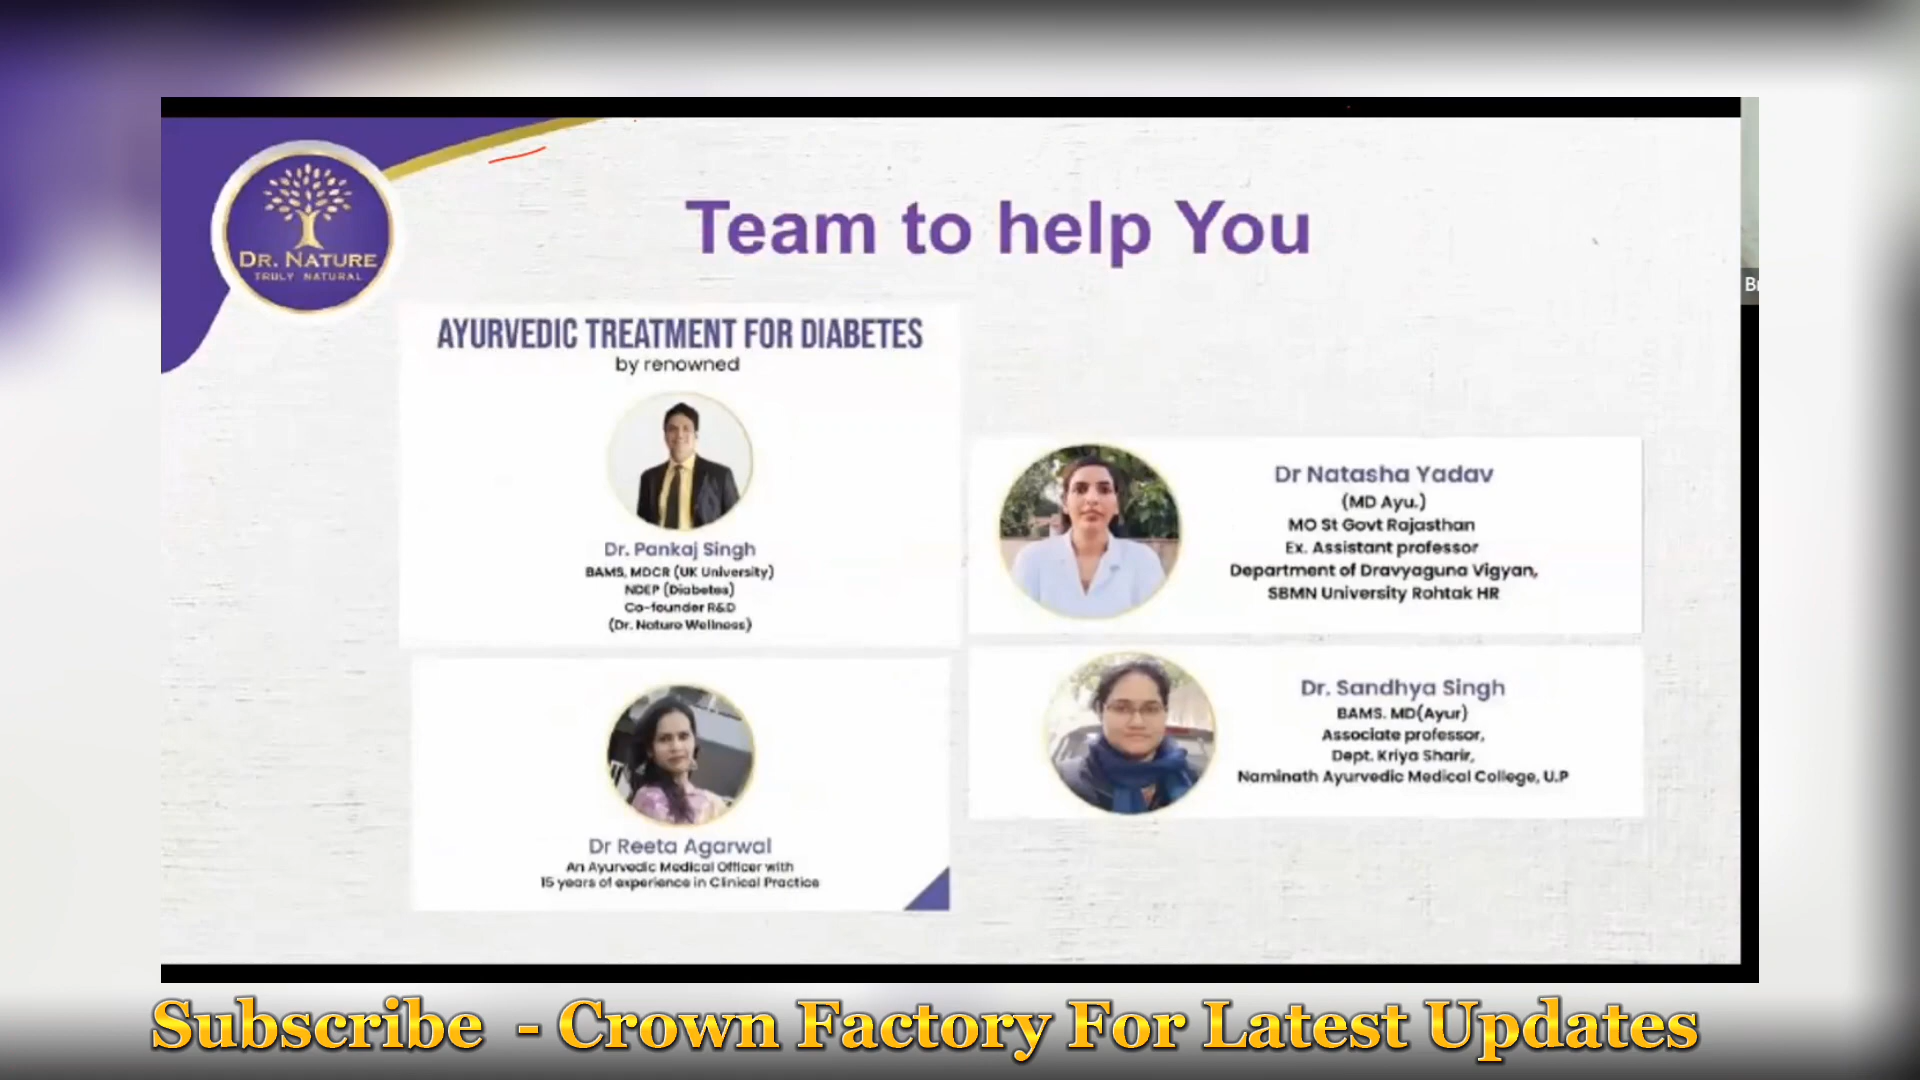 DR. NATURE
TRULY NATURAL
Team to help You
AYURVEDIC TREATMENT FOR DIABETES
by renowned
Dr. Pankaj Singh
BAMS, MDCR (UK University)
NDEP (Diabetes)
Co-founder R&D
(Dr. Nature Wellness)
Dr Reeta Agarwal
An Ayurvedic Medical Officer with
15 years of experience in Clinical Practice
Dr Natasha Yadav
(MD Ayu.)
MO St Govt Rajasthan
Ex. Assistant professor
Department of Dravyaguna Vigyan,
SBMN University Rohtak HR
Dr. Sandhya Singh
BAMS. MD(Ayur)
Associate professor,
Dept. Kriya Sharir,
Naminath Ayurvedic Medical College, U.P
Subscribe - Crown Factory For Latest Updates